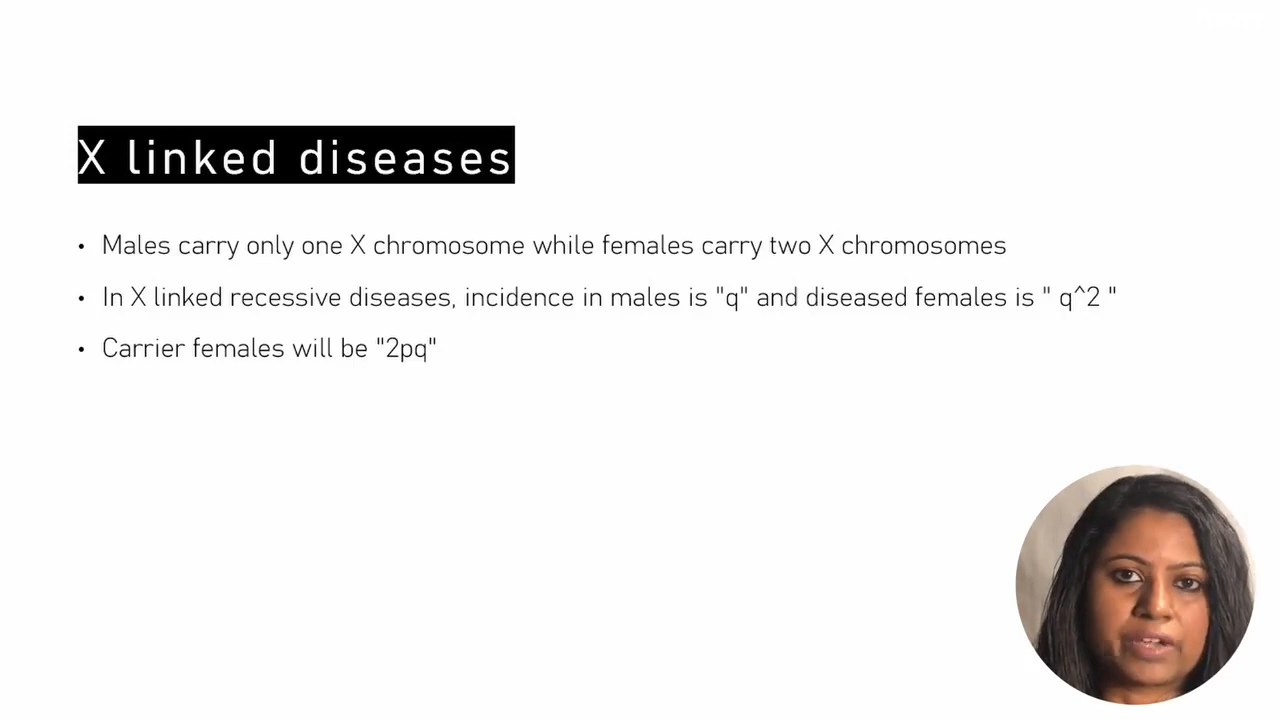 X linked diseases
• Males carry only one X chromosome while females carry two X chromosomes
• In X linked recessive diseases, incidence in males is "q" and diseased females is " q^2 "
• Carrier females will be "2pq"